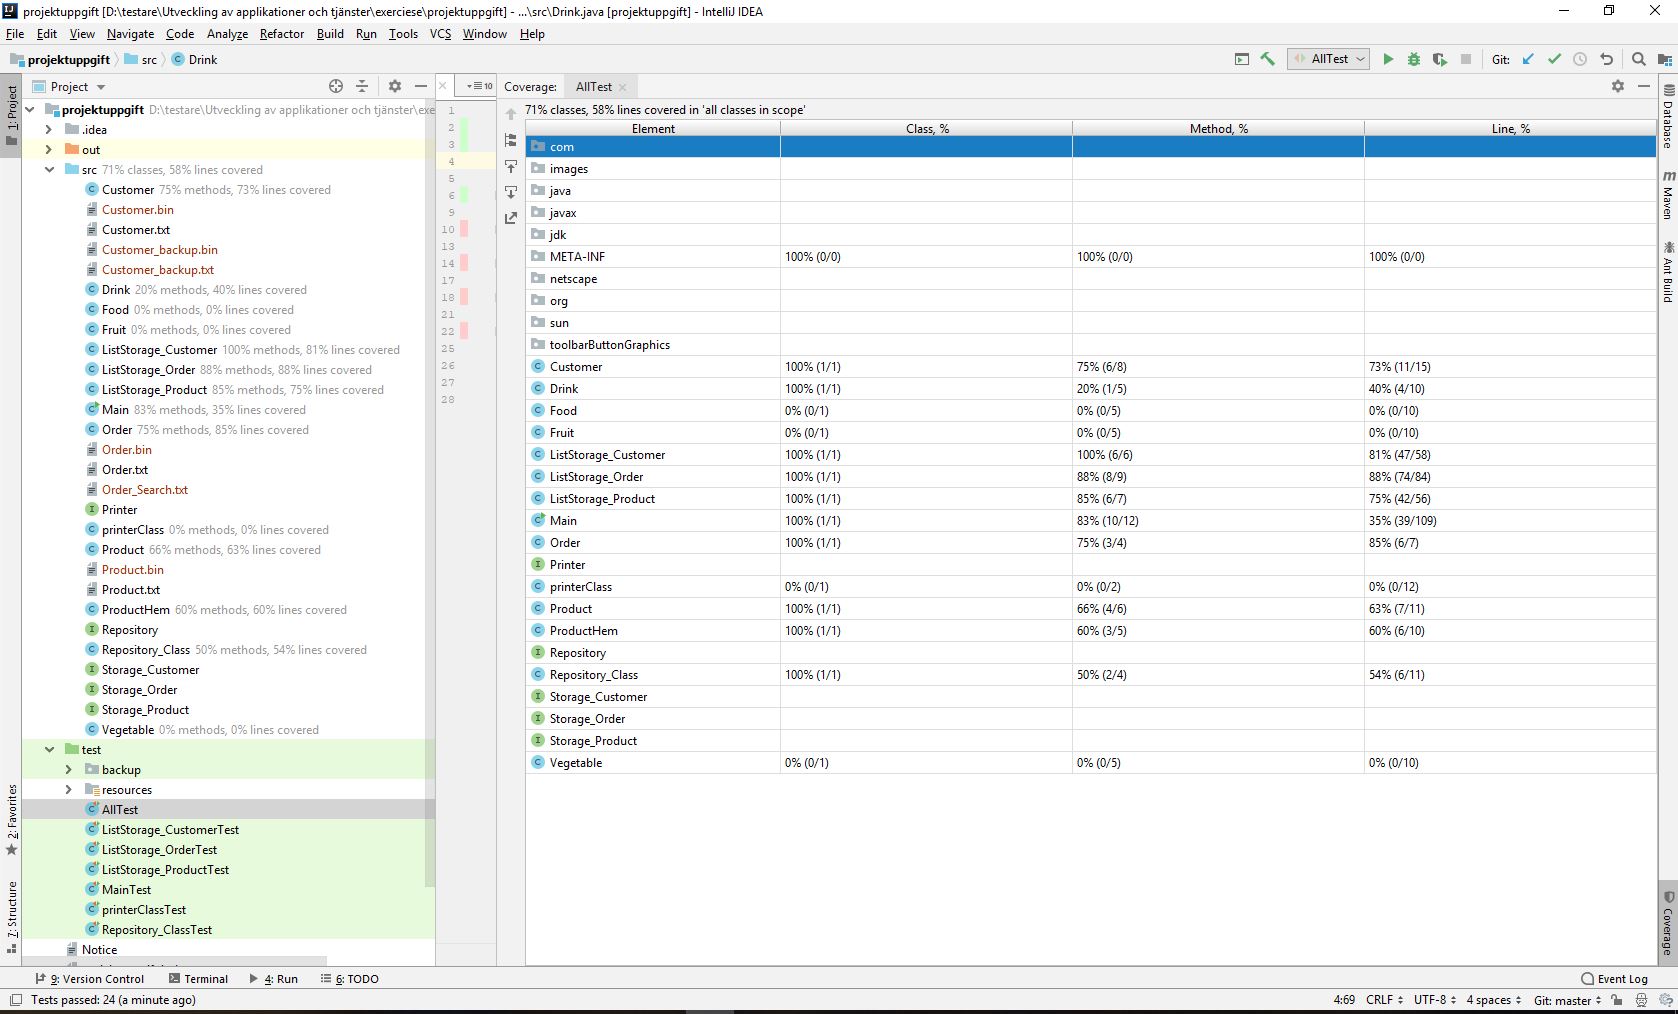 projektuppgift [D:\testare\Utveckling av applikationer och tjänster\exerciese\projektuppgift] - ...\src\Drink.java [projektuppgift] - IntelliJ IDEA
File Edit View Navigate Code Analyze Refactor Build Run Tools VCS Window Help
projektuppgift src Drink AllTest Git:
1: Project
2: Favorites
7: Structure
Project
projektuppgift D:\testare\Utveckling av applikationer och tjänster\exe
.idea
out
src 71% classes, 58% lines covered
Customer 75% methods, 73% lines covered
Customer.bin
Customer.txt
Customer_backup.bin
Customer_backup.txt
Drink 20% methods, 40% lines covered
Food 0% methods, 0% lines covered
Fruit 0% methods, 0% lines covered
ListStorage_Customer 100% methods, 81% lines covered
ListStorage_Order 88% methods, 88% lines covered
ListStorage_Product 85% methods, 75% lines covered
Main 83% methods, 35% lines covered
Order 75% methods, 85% lines covered
Order.bin
Order.txt
Order_Search.txt
Printer
printerClass 0% methods, 0% lines covered
Product 66% methods, 63% lines covered
Product.bin
Product.txt
ProductHem 60% methods, 60% lines covered
Repository
Repository_Class 50% methods, 54% lines covered
Storage_Customer
Storage_Order
Storage_Product
Vegetable 0% methods, 0% lines covered
test
backup
resources
AllTest
ListStorage_CustomerTest
ListStorage_OrderTest
ListStorage_ProductTest
MainTest
printerClassTest
Repository_ClassTest
Notice
10
1
2
3
4
5
6
9
10
13
14
17
18
21
22
25
26
27
28
Coverage: AllTest
71% classes, 58% lines covered in 'all classes in scope'
Element Class, % Method, % Line, %
com
images
java
javax
jdk
META-INF 100% (0/0) 100% (0/0) 100% (0/0)
netscape
org
sun
toolbarButtonGraphics
Customer 100% (1/1) 75% (6/8) 73% (11/15)
Drink 100% (1/1) 20% (1/5) 40% (4/10)
Food 0% (0/1) 0% (0/5) 0% (0/10)
Fruit 0% (0/1) 0% (0/5) 0% (0/10)
ListStorage_Customer 100% (1/1) 100% (6/6) 81% (47/58)
ListStorage_Order 100% (1/1) 88% (8/9) 88% (74/84)
ListStorage_Product 100% (1/1) 85% (6/7) 75% (42/56)
Main 100% (1/1) 83% (10/12) 35% (39/109)
Order 100% (1/1) 75% (3/4) 85% (6/7)
Printer
printerClass 0% (0/1) 0% (0/2) 0% (0/12)
Product 100% (1/1) 66% (4/6) 63% (7/11)
ProductHem 100% (1/1) 60% (3/5) 60% (6/10)
Repository
Repository_Class 100% (1/1) 50% (2/4) 54% (6/11)
Storage_Customer
Storage_Order
Storage_Product
Vegetable 0% (0/1) 0% (0/5) 0% (0/10)
Database
Maven
Ant Build
Coverage
9: Version Control Terminal 4: Run 6: TODO Event Log
Tests passed: 24 (a minute ago) 4:69 CRLF UTF-8 4 spaces Git: master